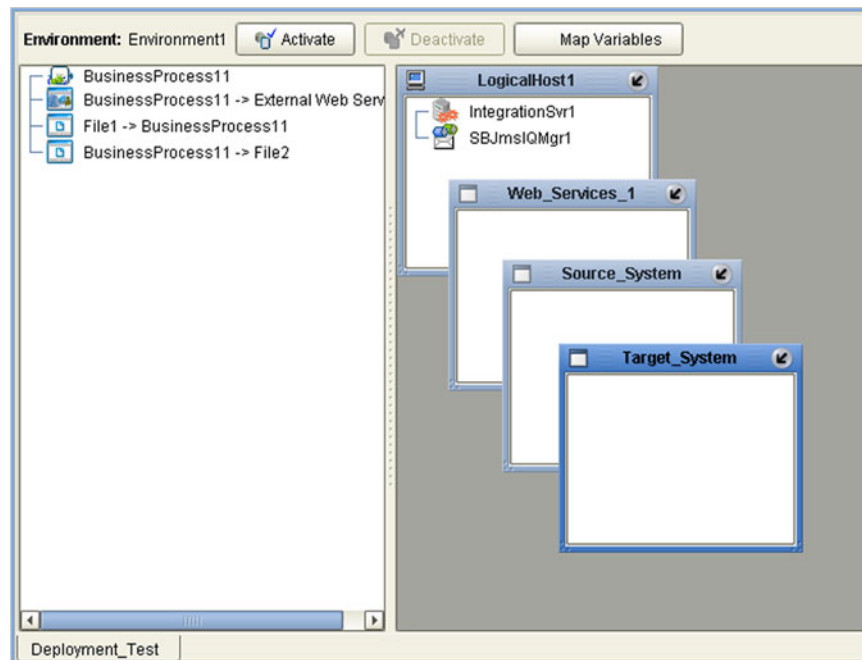 Environment: Environment1 Activate Deactivate Map Variables
BusinessProcess11
BusinessProcess11 -> External Web Serv
File1 -> BusinessProcess11
BusinessProcess11 -> File2
LogicalHost1
IntegrationSvr1
SBJmsIQMgr1
Web_Services_1
Source_System
Target_System
Deployment_Test